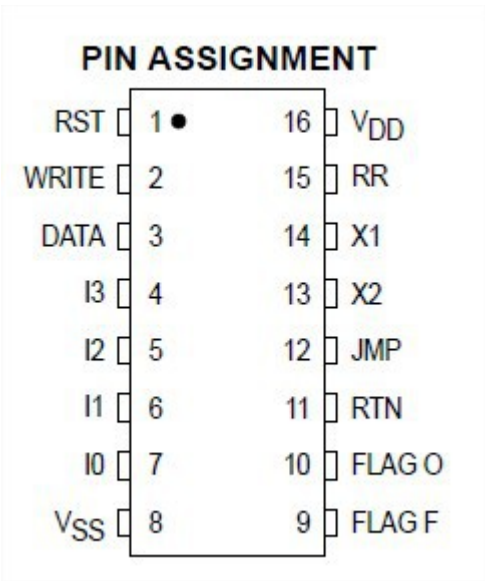 PIN ASSIGNMENT
RST 1 16 VDD
WRITE 2 15 RR
DATA 3 14 X1
I3 4 13 X2
I2 5 12 JMP
I1 6 11 RTN
I0 7 10 FLAG O
VSS 8 9 FLAG F